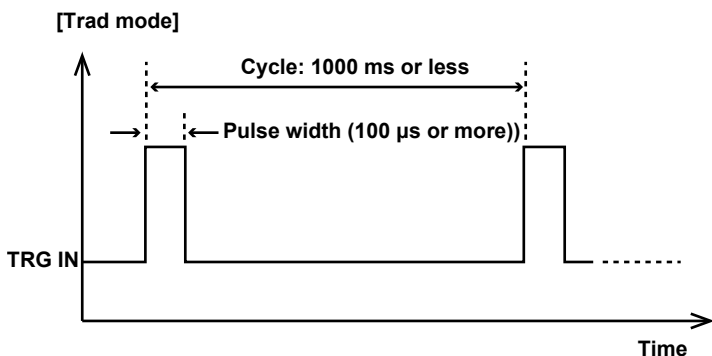 [Trad mode]
Cycle: 1000 ms or less
Pulse width (100 µs or more))
TRG IN
Time